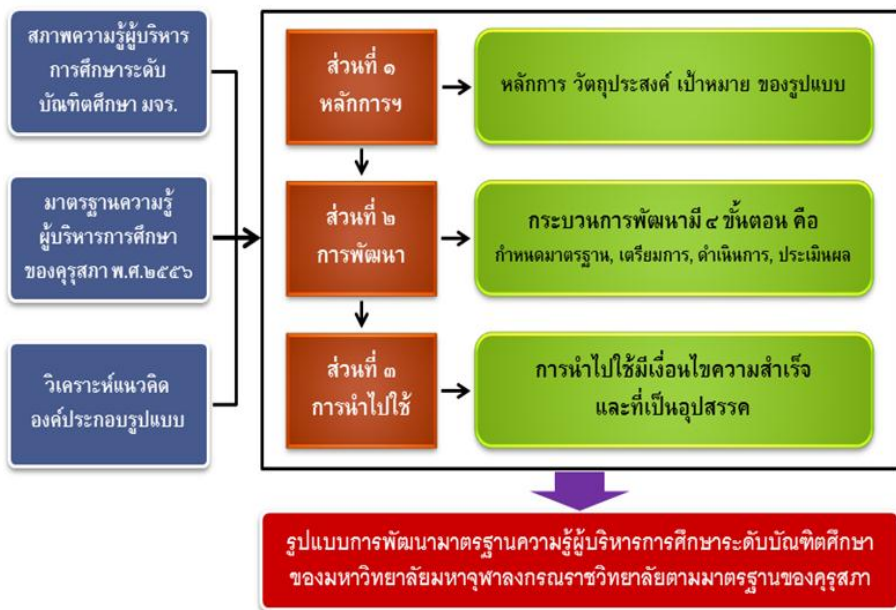 สภาพความรู้ผู้บริหาร
การศึกษาระดับ
บัณฑิตศึกษา มจร.
มาตรฐานความรู้
ผู้บริหารการศึกษา
ของคุรุสภา พ.ศ.๒๕๕๖
วิเคราะห์แนวคิด
องค์ประกอบรูปแบบ
ส่วนที่ ๑
หลักการฯ
หลักการ วัตถุประสงค์ เป้าหมาย ของรูปแบบ
ส่วนที่ ๒
การพัฒนา
กระบวนการพัฒนามี ๔ ขั้นตอน คือ
กำหนดมาตรฐาน, เตรียมการ, ดำเนินการ, ประเมินผล
ส่วนที่ ๓
การนำไปใช้
การนำไปใช้มีเงื่อนไขความสำเร็จ
และที่เป็นอุปสรรค
รูปแบบการพัฒนามาตรฐานความรู้ผู้บริหารการศึกษาระดับบัณฑิตศึกษา
ของมหาวิทยาลัยมหาจุฬาลงกรณราชวิทยาลัยตามมาตรฐานของคุรุสภา